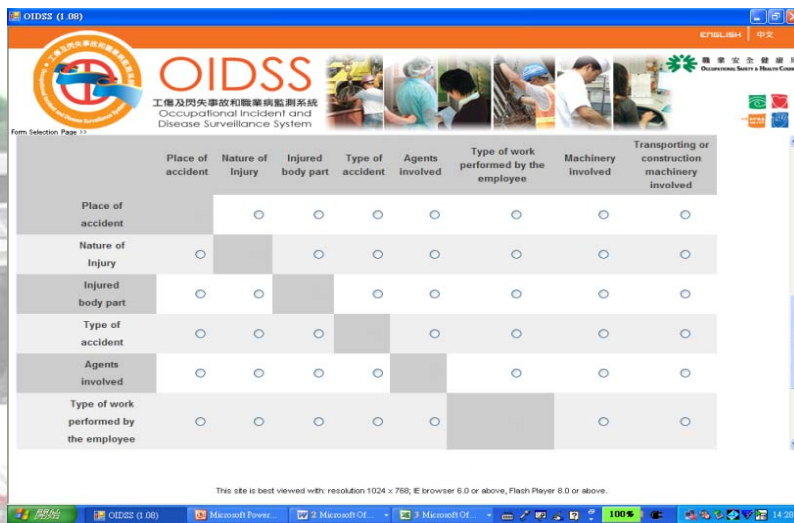 OIDSS (1.08)
ENGLISH 中文
OIDSS
工傷及閃失事故和職業病監測系統
Occupational Incident and
Disease Surveillance System
職 業 安 全 健 康 局
OCCUPATIONAL SAFETY & HEALTH
Form Selection Page >>
Place of accident
Nature of Injury
Injured body part
Type of accident
Agents involved
Type of work performed by the employee
Machinery involved
Transporting or construction machinery involved
Place of
accident
Nature of
Injury
Injured
body part
Type of
accident
Agents
involved
Type of work
performed by
the employee
This site is best viewed with: resolution 1024 x 768; IE browser 6.0 or above, Flash Player 8.0 or above.
開始 OIDSS (1.08) Microsoft Power... 2 Microsoft Of... 3 Microsoft Of... 100% 14:28